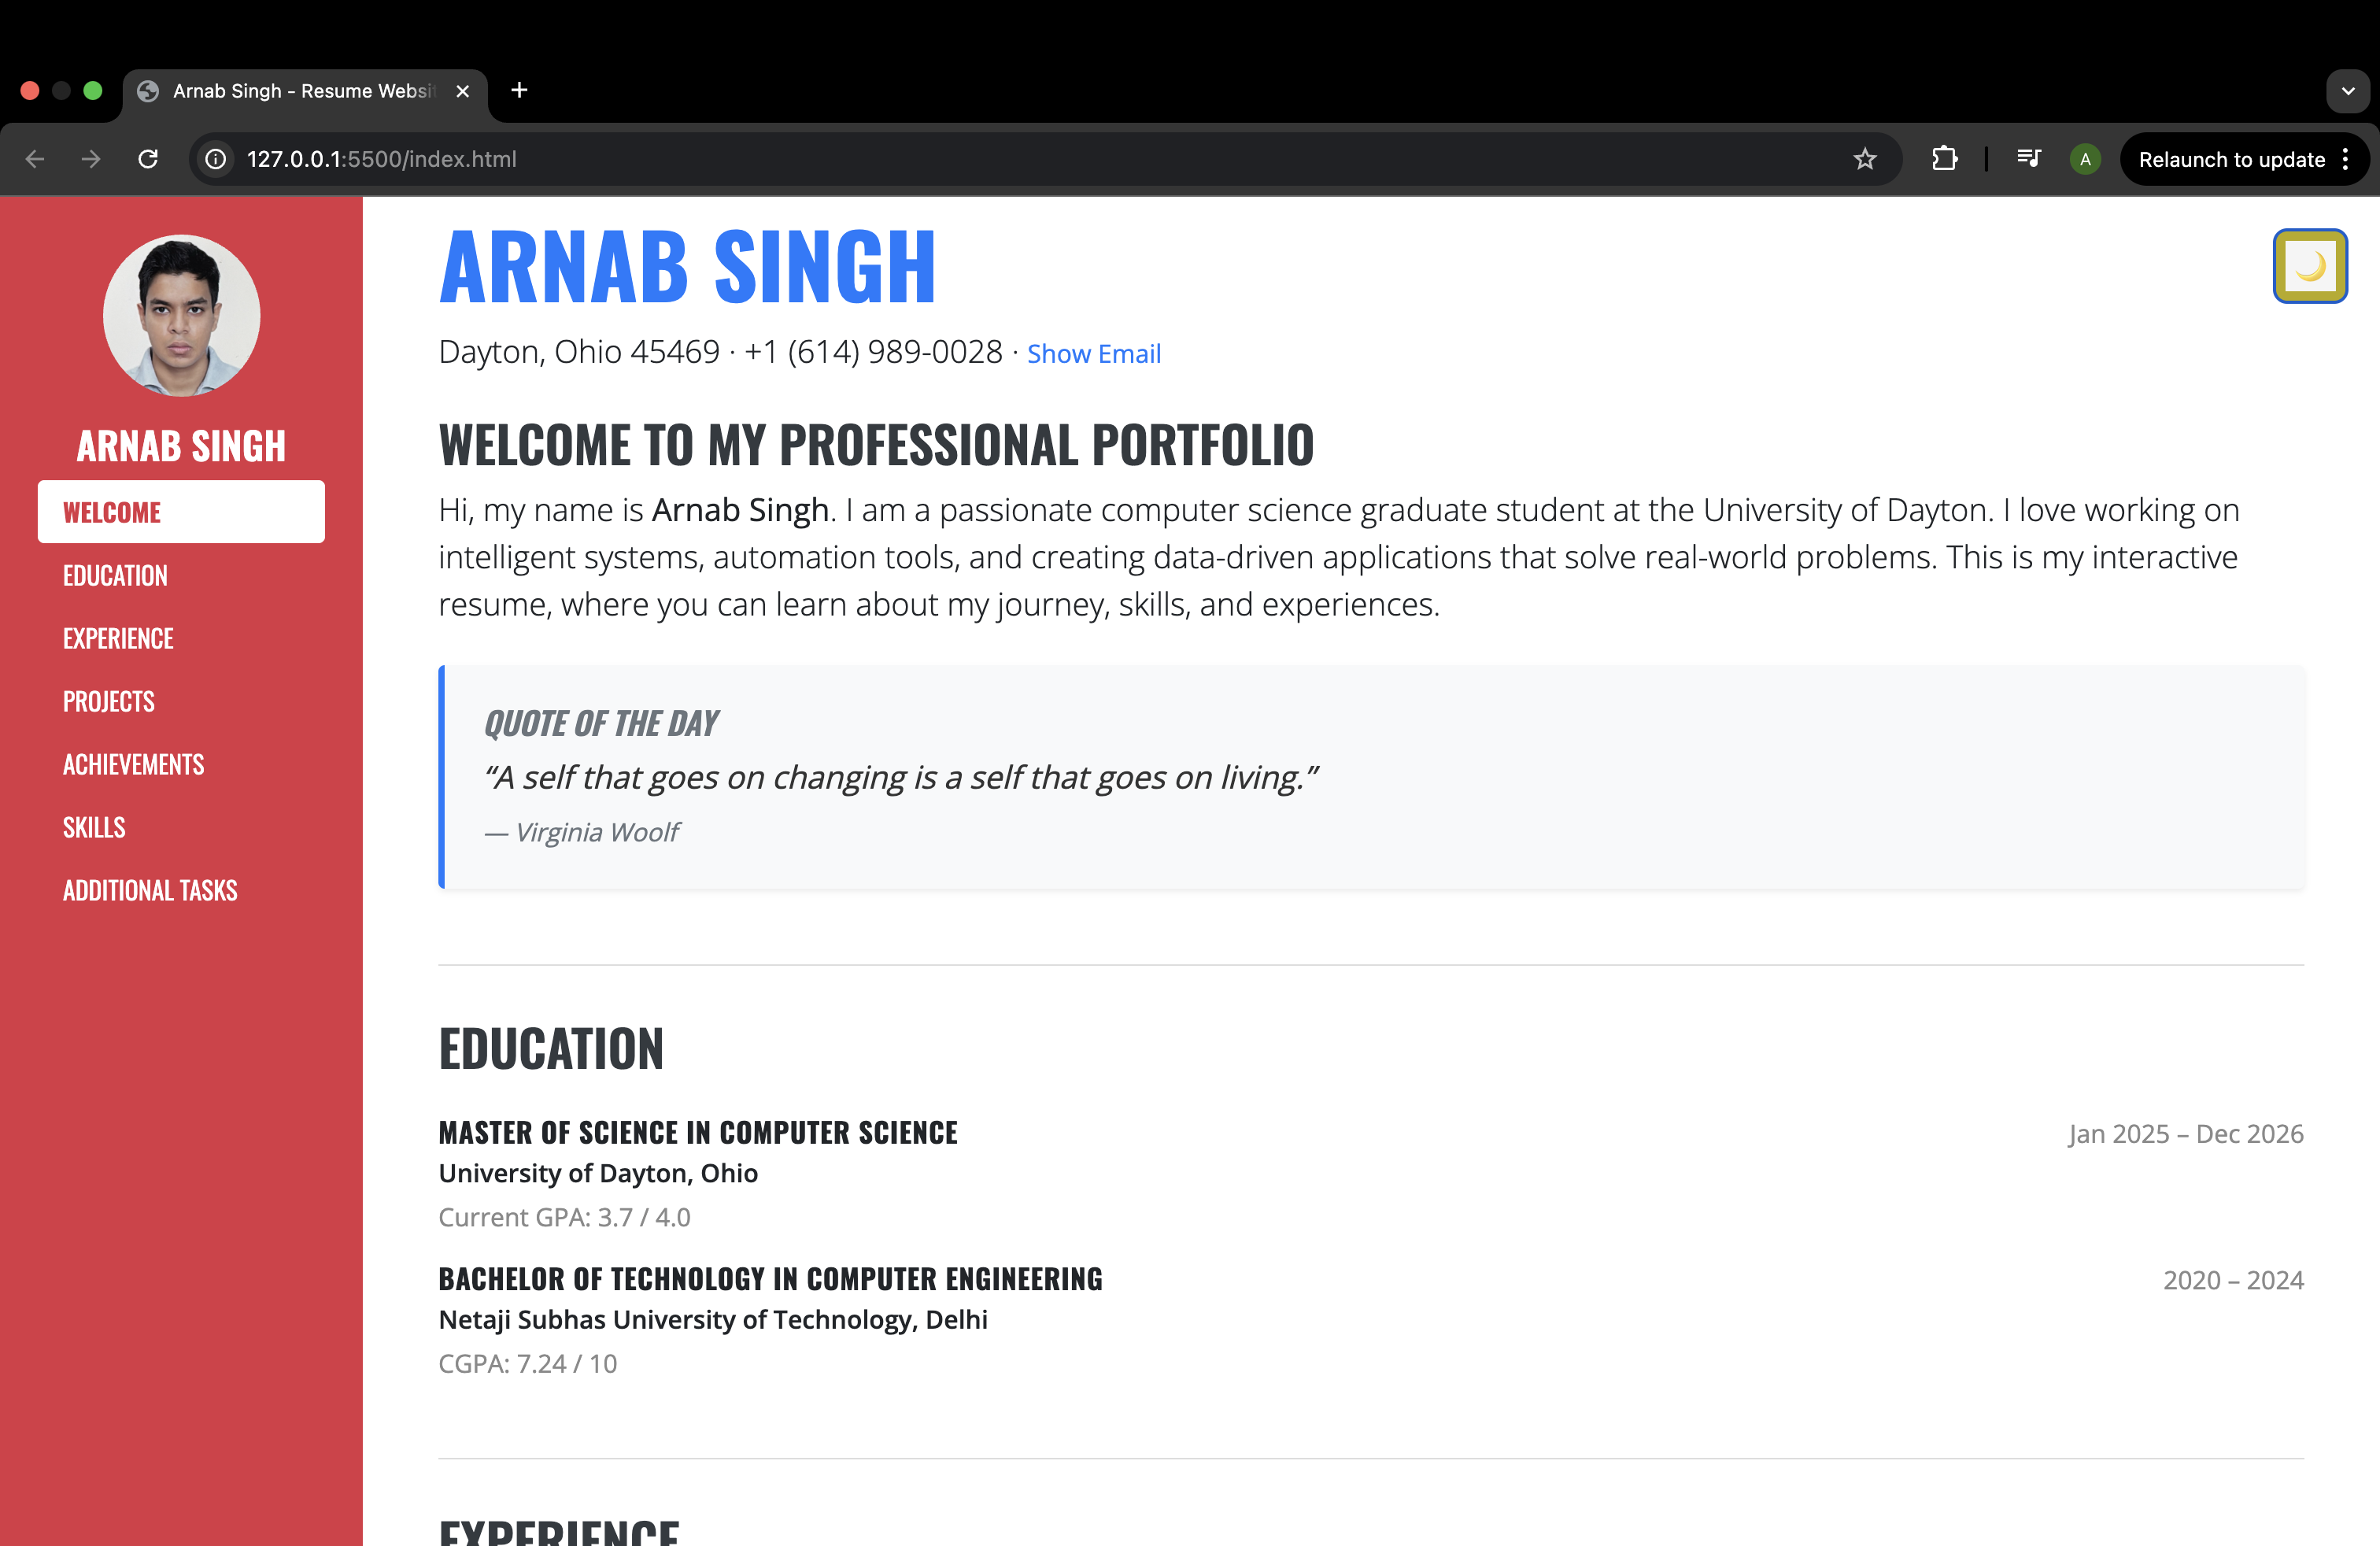 Arnab Singh - Resume Websi
127.0.0.1:5500/index.html
A
Relaunch to update
ARNAB SINGH
WELCOME
EDUCATION
EXPERIENCE
PROJECTS
ACHIEVEMENTS
SKILLS
ADDITIONAL TASKS
ARNAB SINGH
Dayton, Ohio 45469 · +1 (614) 989-0028 · Show Email
WELCOME TO MY PROFESSIONAL PORTFOLIO
Hi, my name is Arnab Singh. I am a passionate computer science graduate student at the University of Dayton. I love working on
intelligent systems, automation tools, and creating data-driven applications that solve real-world problems. This is my interactive
resume, where you can learn about my journey, skills, and experiences.
QUOTE OF THE DAY
“A self that goes on changing is a self that goes on living.”
— Virginia Woolf
EDUCATION
MASTER OF SCIENCE IN COMPUTER SCIENCE
Jan 2025 – Dec 2026
University of Dayton, Ohio
Current GPA: 3.7 / 4.0
BACHELOR OF TECHNOLOGY IN COMPUTER ENGINEERING
2020 – 2024
Netaji Subhas University of Technology, Delhi
CGPA: 7.24 / 10
EXPERIENCE